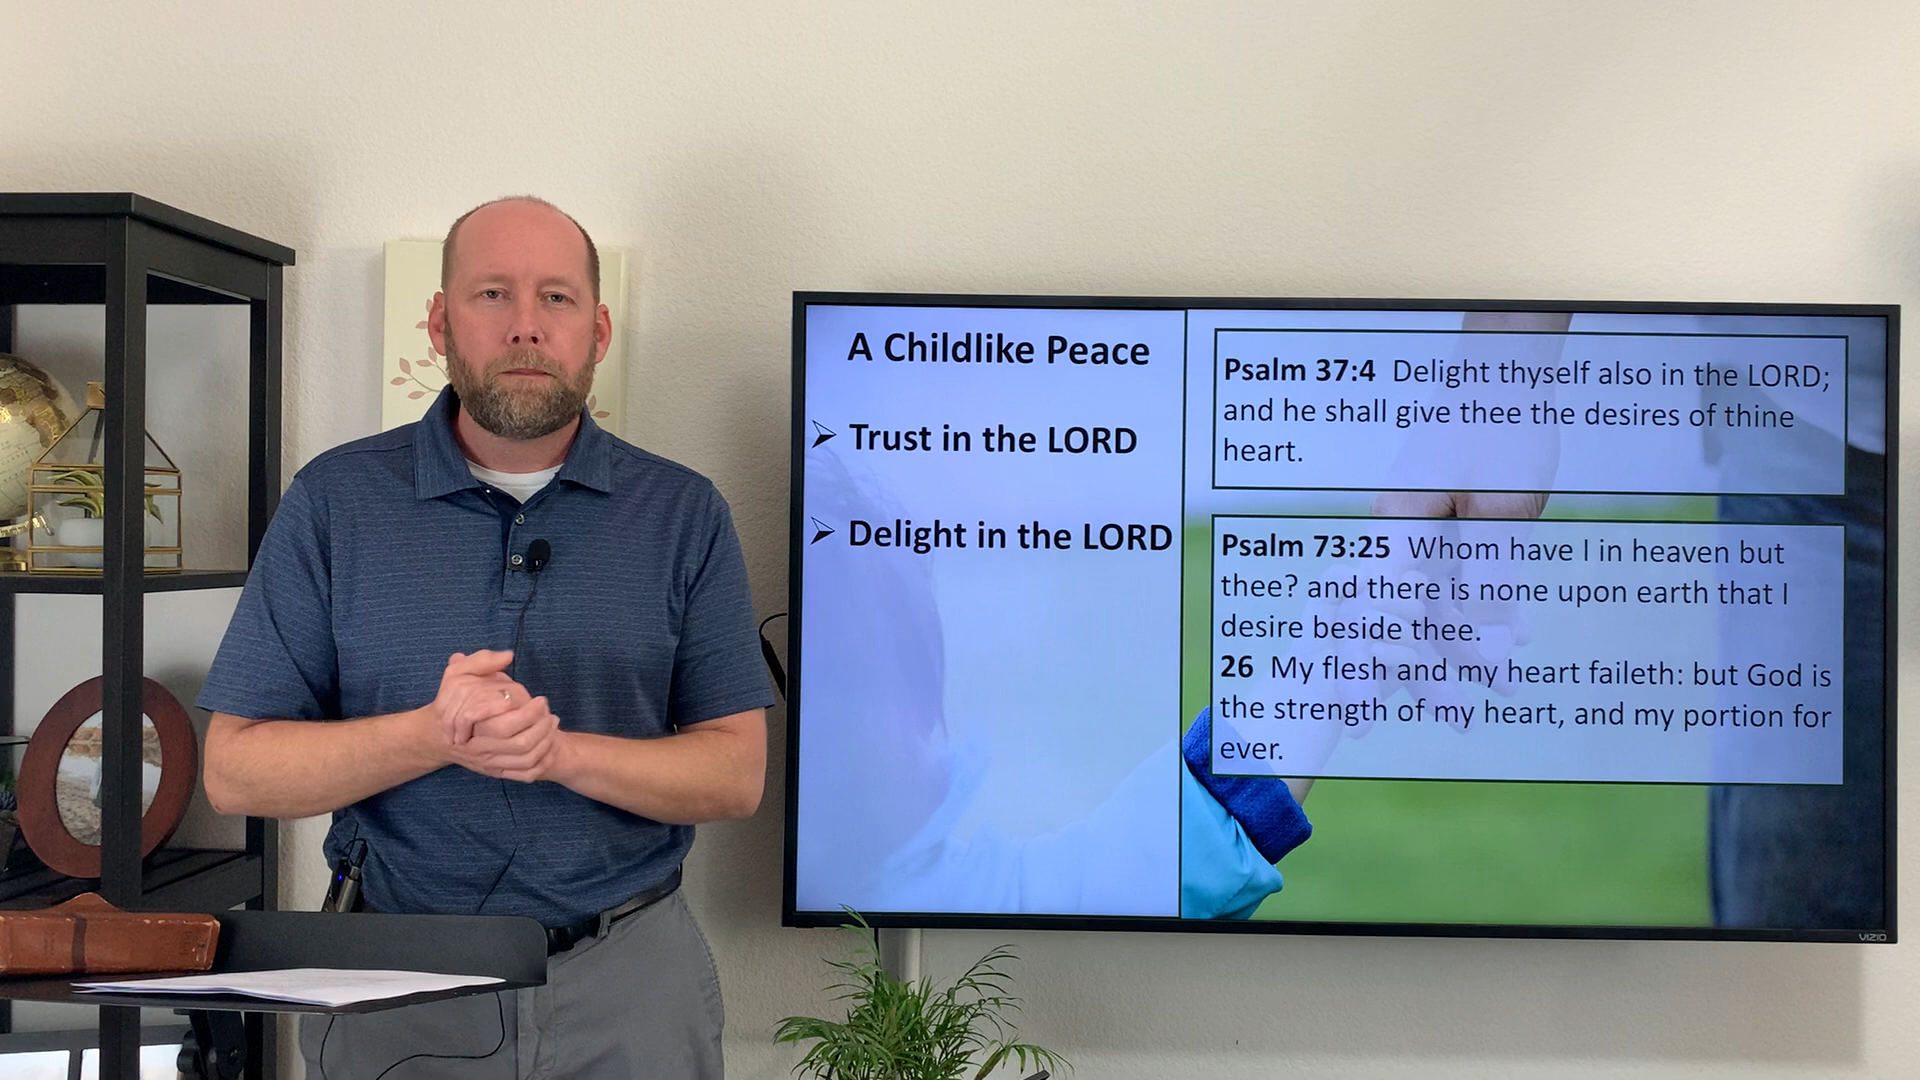 A Childlike Peace
Trust in the LORD
Delight in the LORD
Psalm 37:4 Delight thyself also in the LORD;
and he shall give thee the desires of thine
heart.
Psalm 73:25 Whom have I in heaven but
thee? and there is none upon earth that I
desire beside thee.
26 My flesh and my heart faileth: but God is
the strength of my heart, and my portion for
ever.
VIZIO